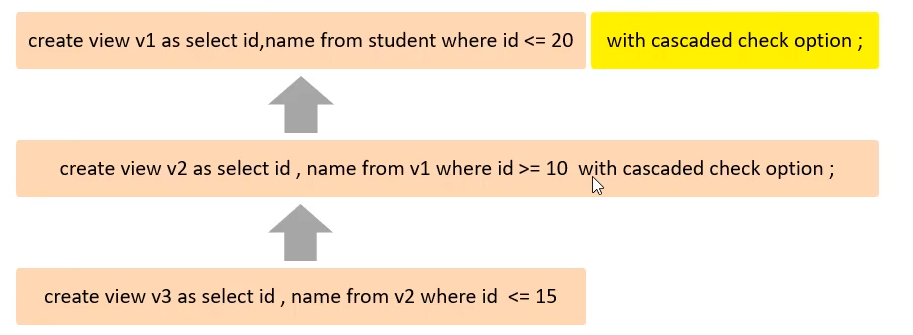 create view v1 as select id,name from student where id <= 20 with cascaded check option ;
create view v2 as select id , name from v1 where id >= 10 with cascaded check option ;
create view v3 as select id , name from v2 where id <= 15